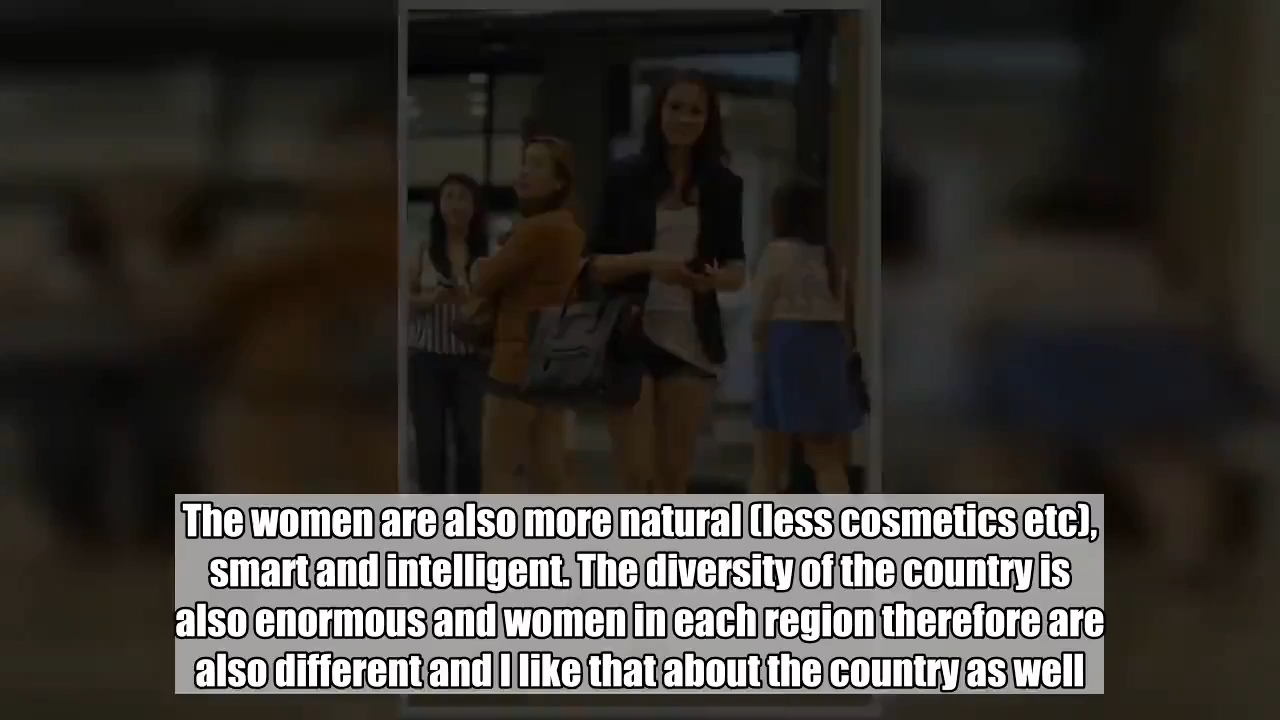 The women are also more natural (less cosmetics etc),
smart and intelligent. The diversity of the country is
also enormous and women in each region therefore are
also different and I like that about the country as well